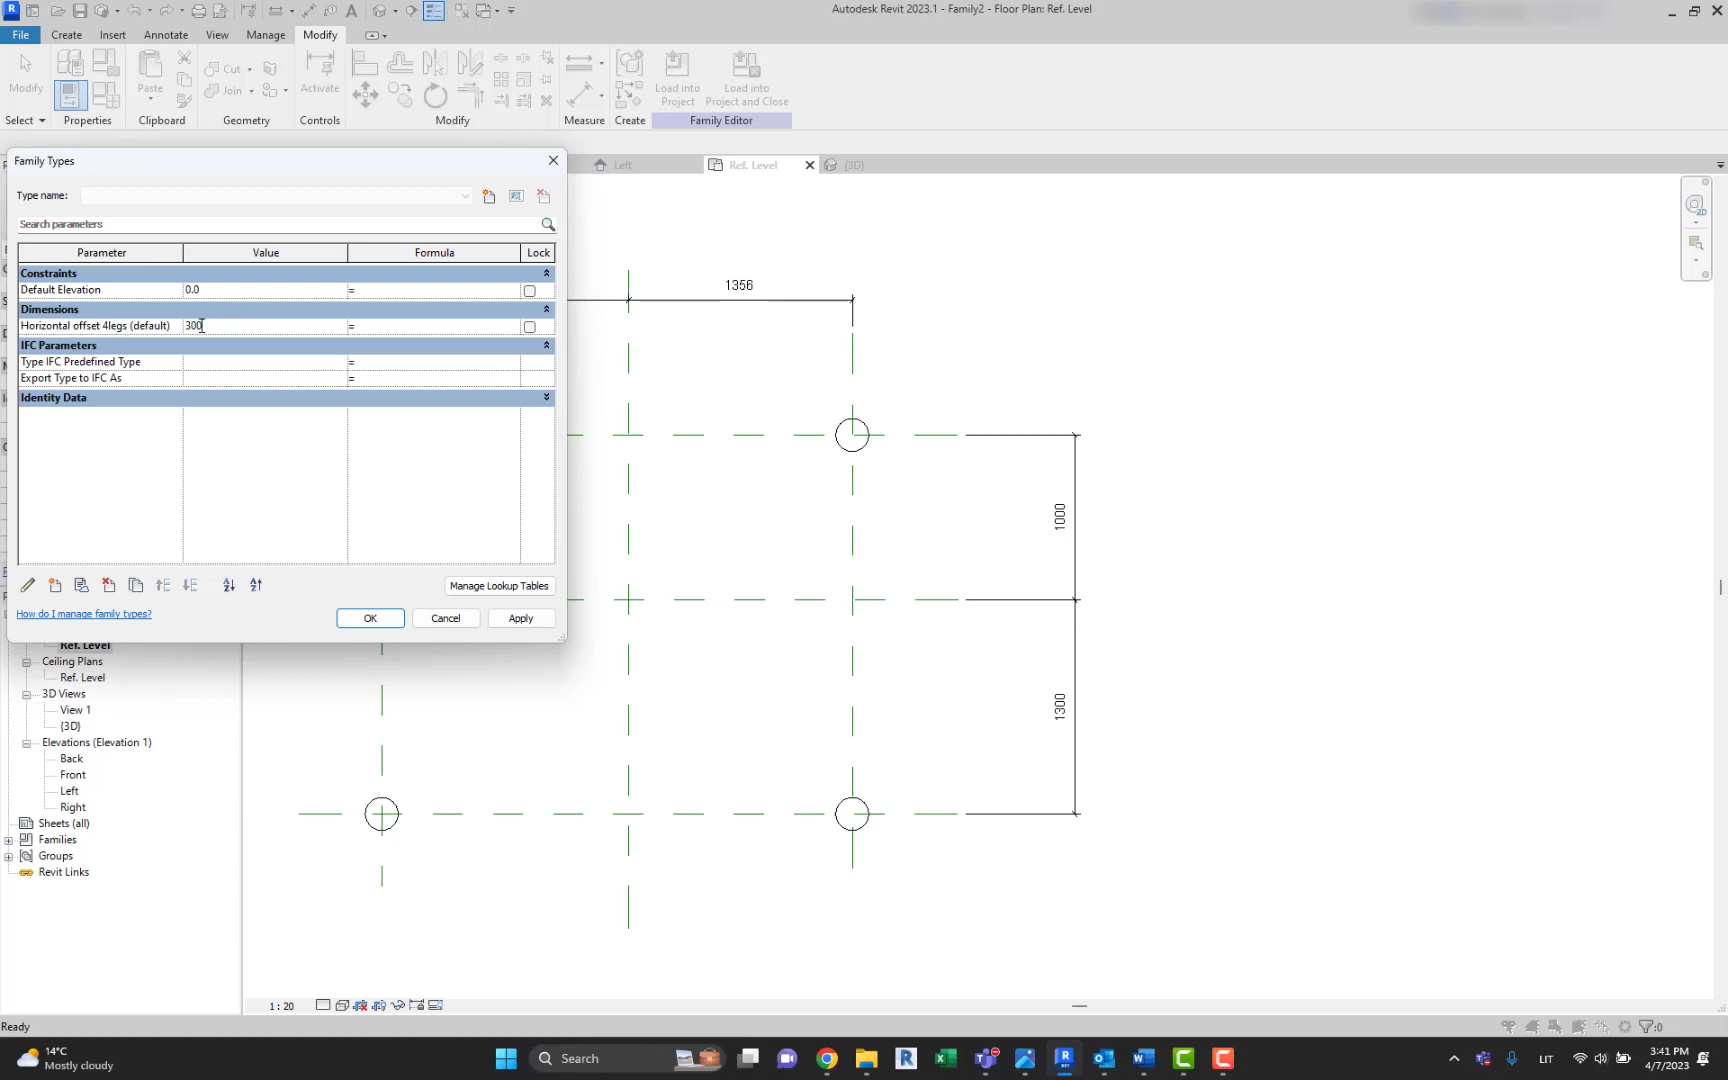 Autodesk Revit 2023.1 - Family2 - Floor Plan: Ref. Level
File Create Insert Annotate View Manage Modify
Modify Paste Cut Join Activate Load into Project Load into Project and Close
Select Properties Clipboard Geometry Controls Modify Measure Create Family Editor
Family Types
Left Ref. Level {3D}
Type name:
Search parameters
Parameter Value Formula Lock
Constraints
Default Elevation 0.0 =
Dimensions
Horizontal offset 4legs (default) 300 =
IFC Parameters
Type IFC Predefined Type =
Export Type to IFC As =
Identity Data
Manage Lookup Tables
How do I manage family types?
OK Cancel Apply
1356
1000
1300
Ref. Level
Ceiling Plans
Ref. Level
3D Views
View 1
{3D}
Elevations (Elevation 1)
Back
Front
Left
Right
Sheets (all)
Families
Groups
Revit Links
1 : 20
Ready
:0
14°C
Mostly cloudy
Search
LIT
3:41 PM
4/7/2023